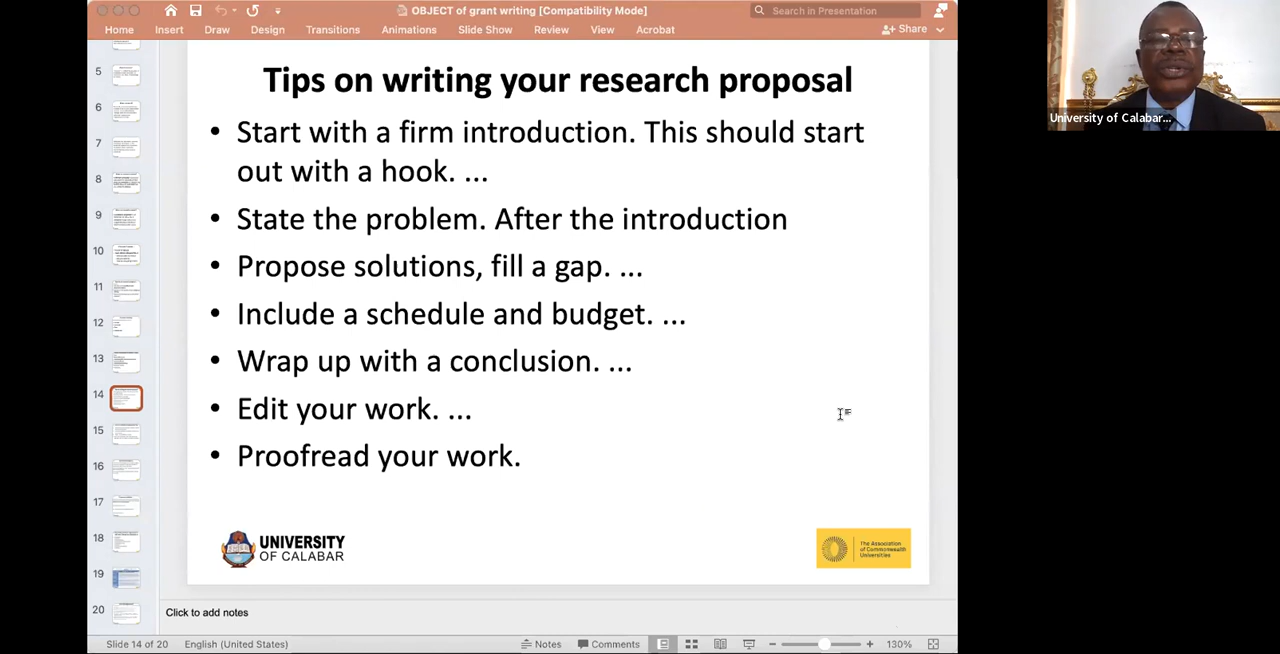 OBJECT of grant writing [Compatibility Mode]
Search in Presentation
Home Insert Draw Design Transitions Animations Slide Show Review View Acrobat Share
5
6
7
8
9
10
11
12
13
14
15
16
17
18
19
20
Tips on writing your research proposal
• Start with a firm introduction. This should start
out with a hook. ...
• State the problem. After the introduction
• Propose solutions, fill a gap. ...
• Include a schedule and budget. ...
• Wrap up with a conclusion. ...
• Edit your work. ...
• Proofread your work.
UNIVERSITY
OF CALABAR
The Association
of Commonwealth
Universities
Click to add notes
Slide 14 of 20 English (United States) Notes Comments 130%
University of Calabar...